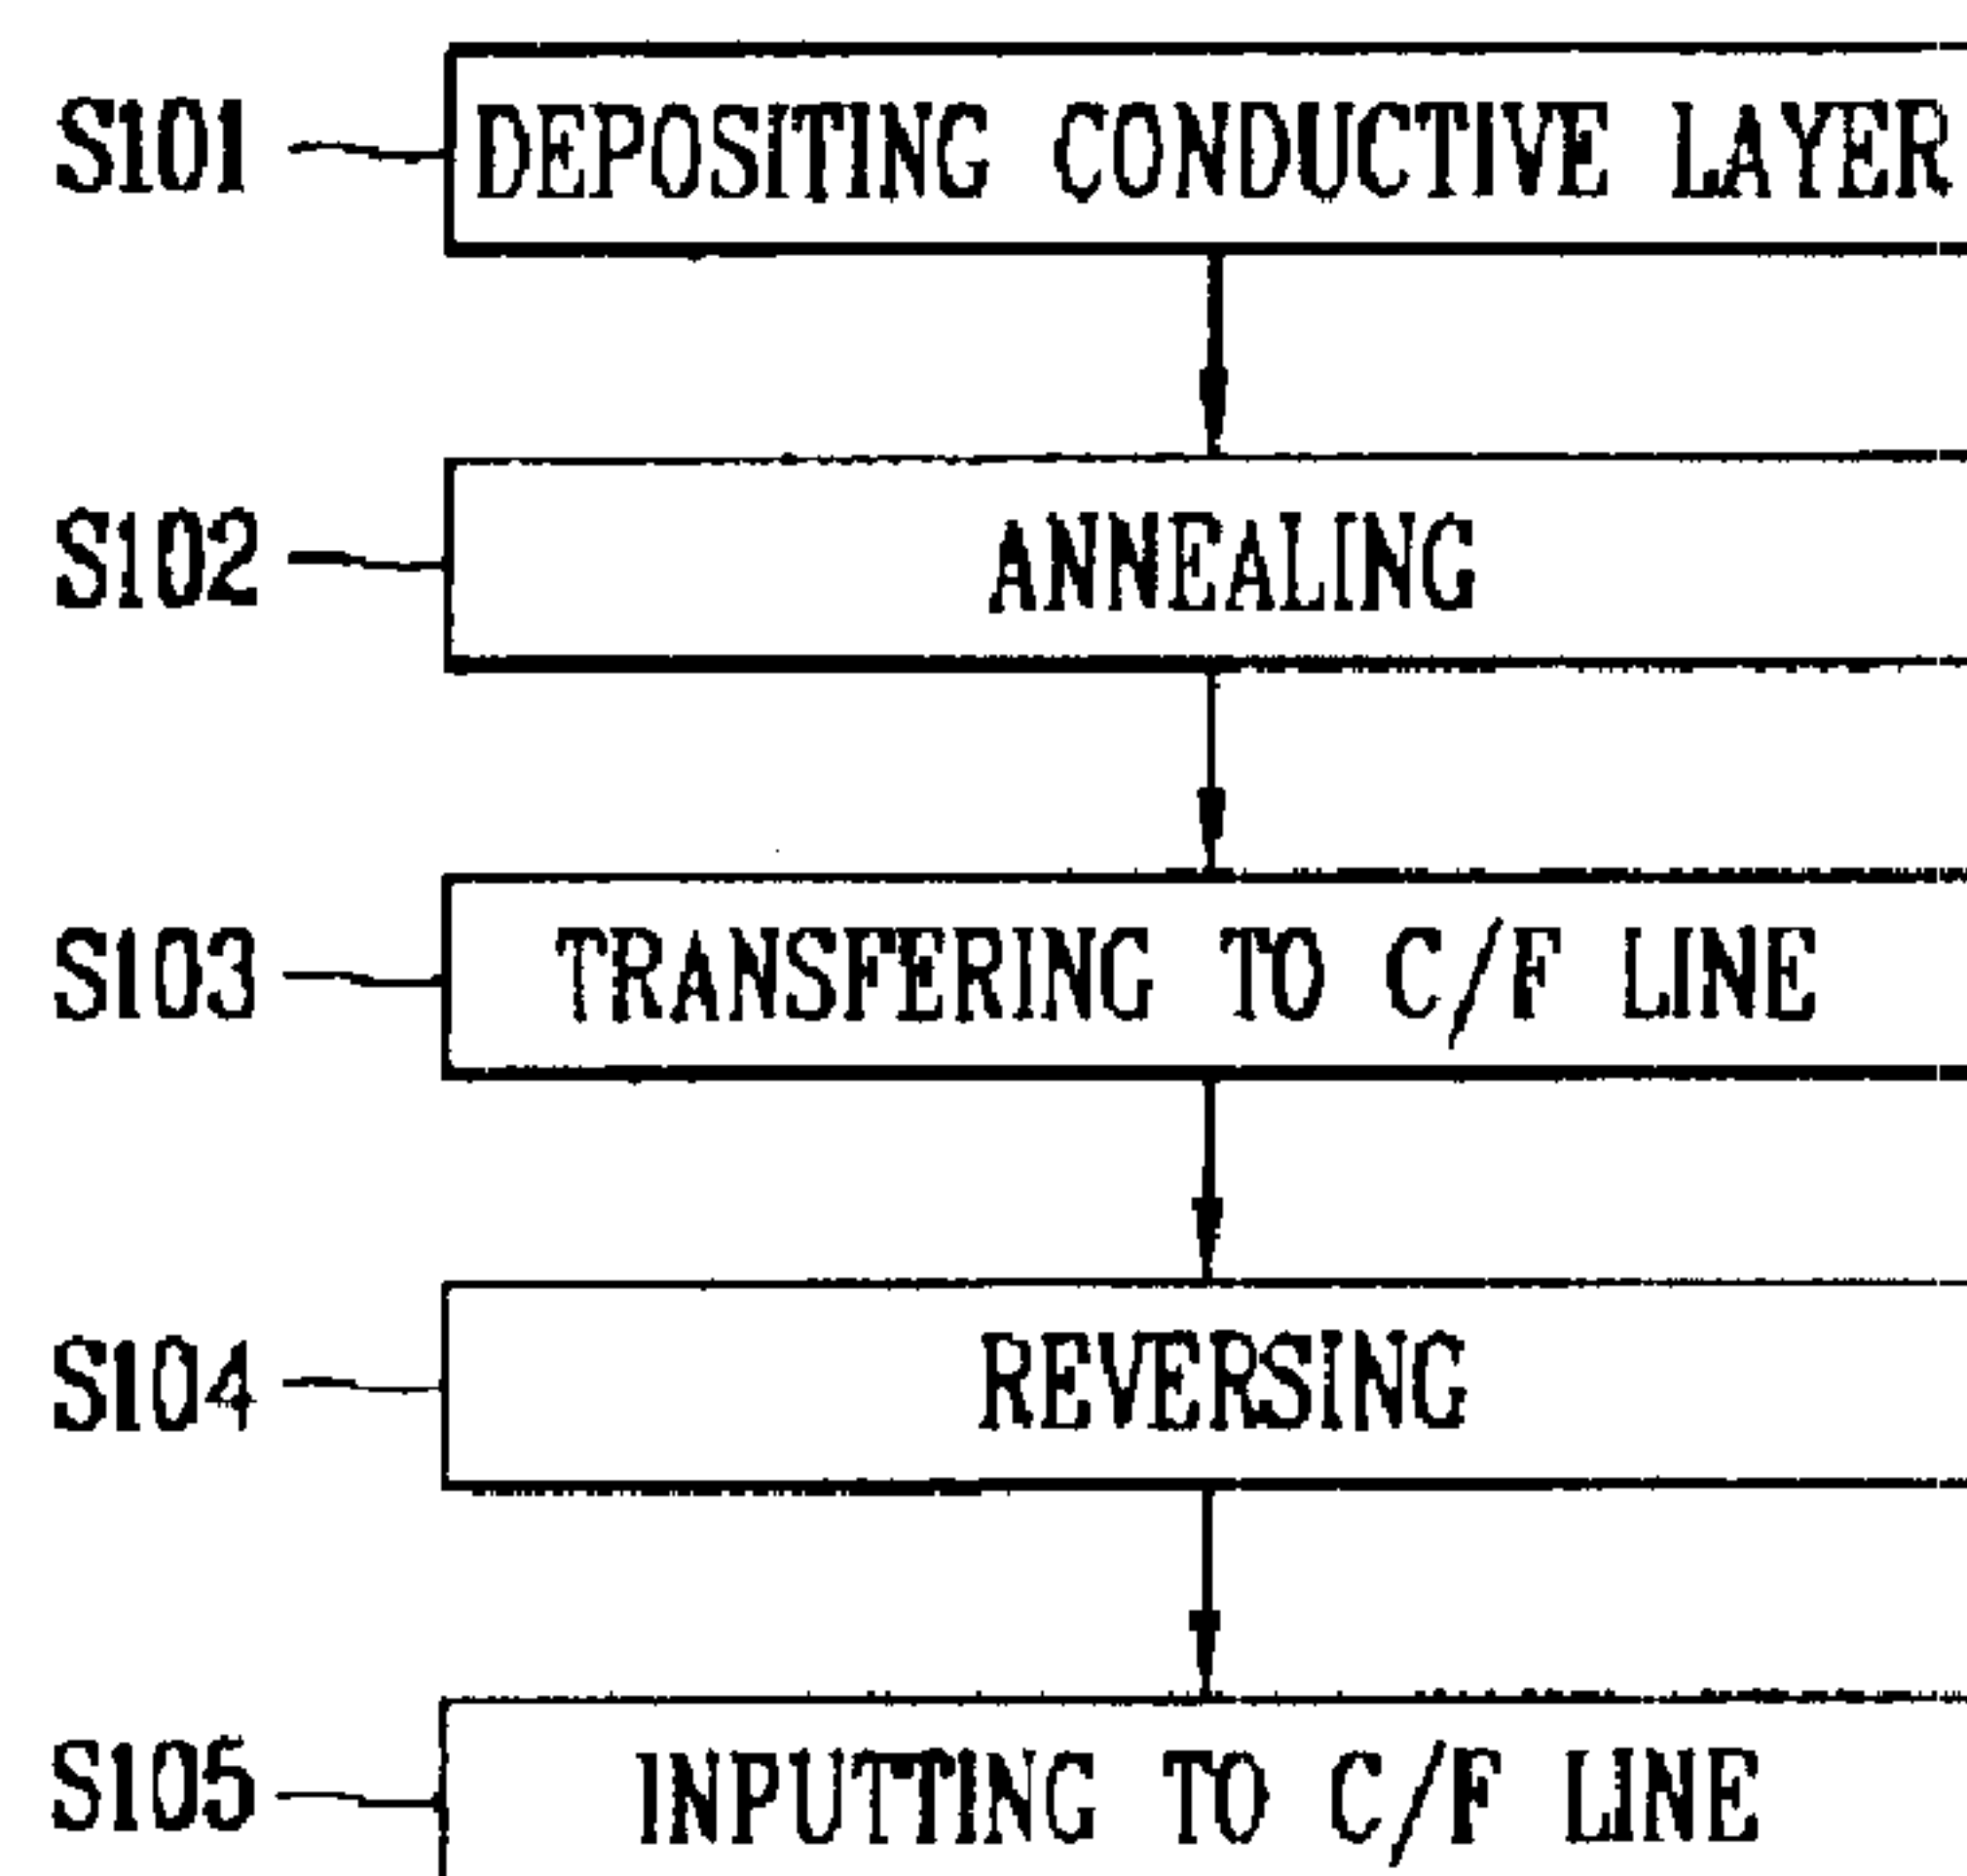 S101 DEPOSITING CONDUCTIVE LAYER
S102 ANNEALING
S103 TRANSFERING TO C/F LINE
S104 REVERSING
S105 INPUTTING TO C/F LINE